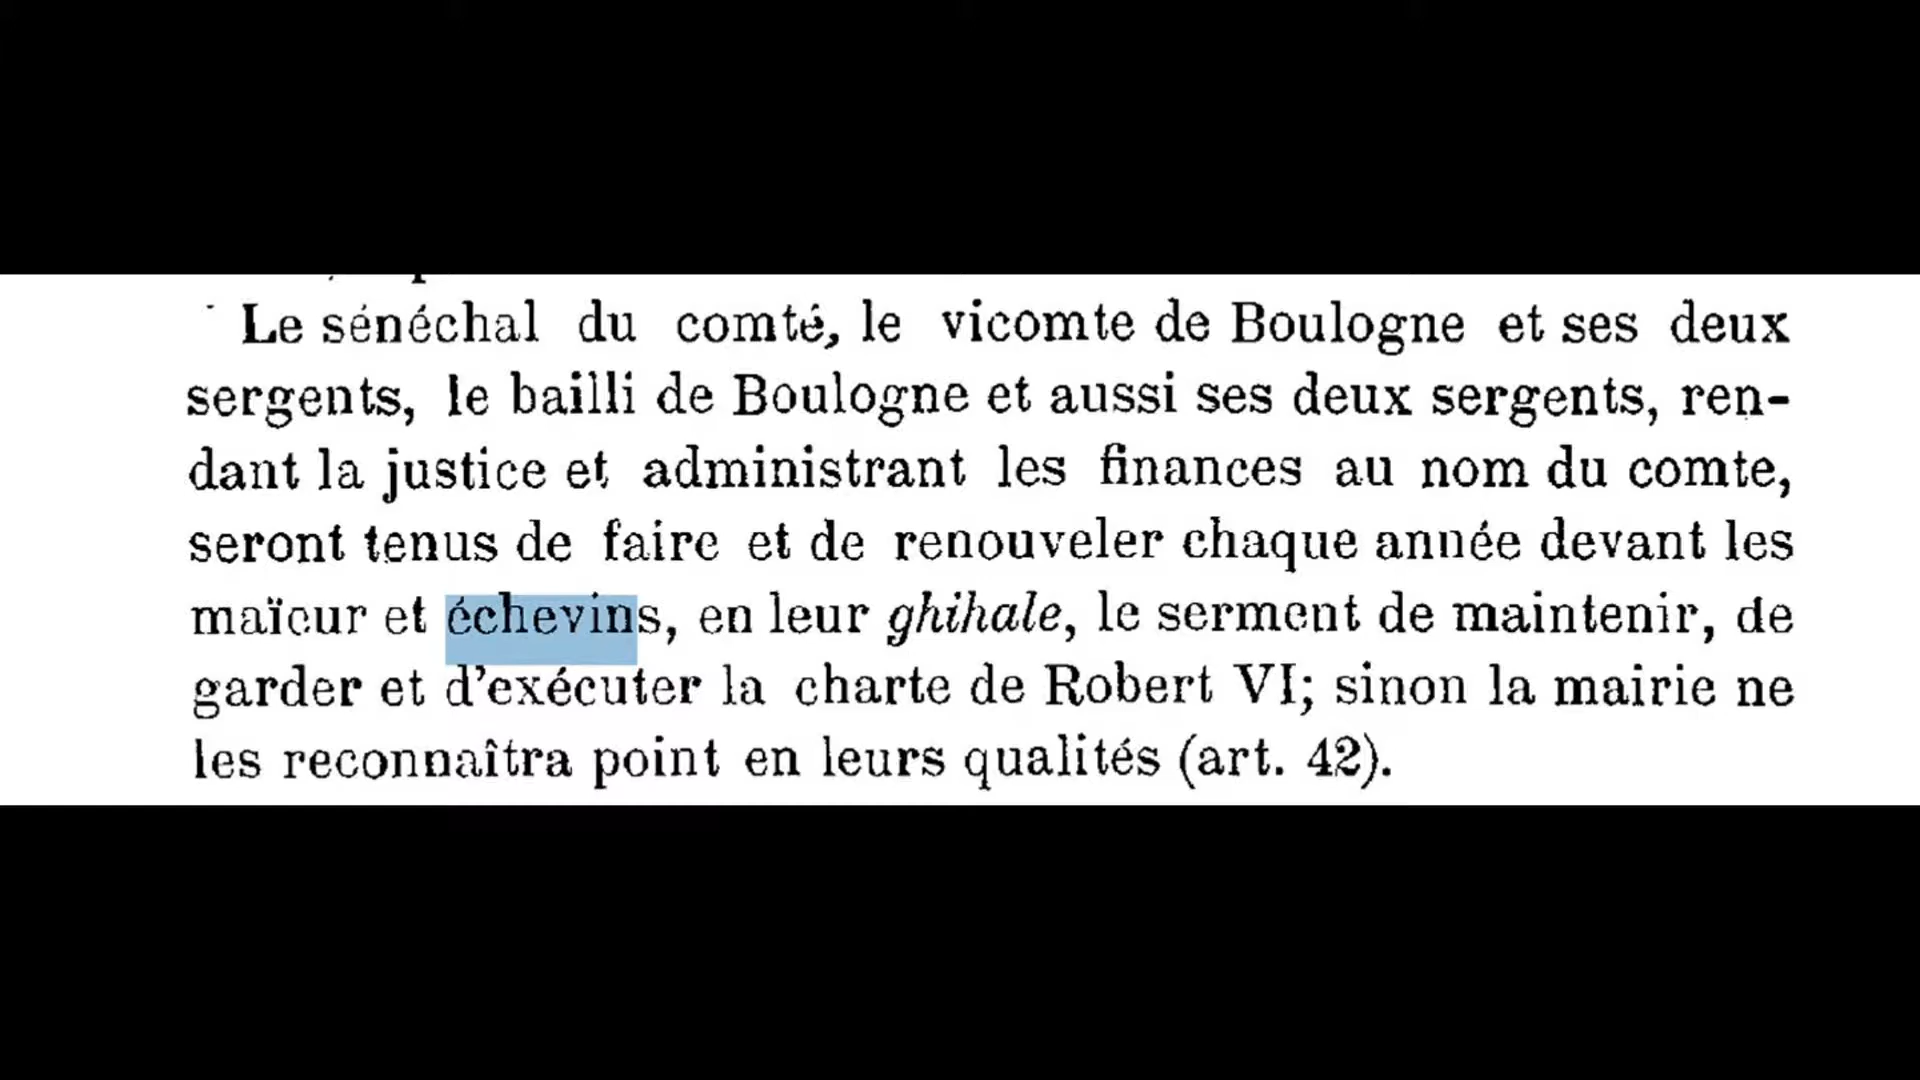 Le sénéchal du comté, le vicomte de Boulogne et ses deux
sergents, le bailli de Boulogne et aussi ses deux sergents, ren-
dant la justice et administrant les finances au nom du comte,
seront tenus de faire et de renouveler chaque année devant les
maïeur et échevins, en leur ghihale, le serment de maintenir, de
garder et d'exécuter la charte de Robert VI; sinon la mairie ne
les reconnaîtra point en leurs qualités (art. 42).